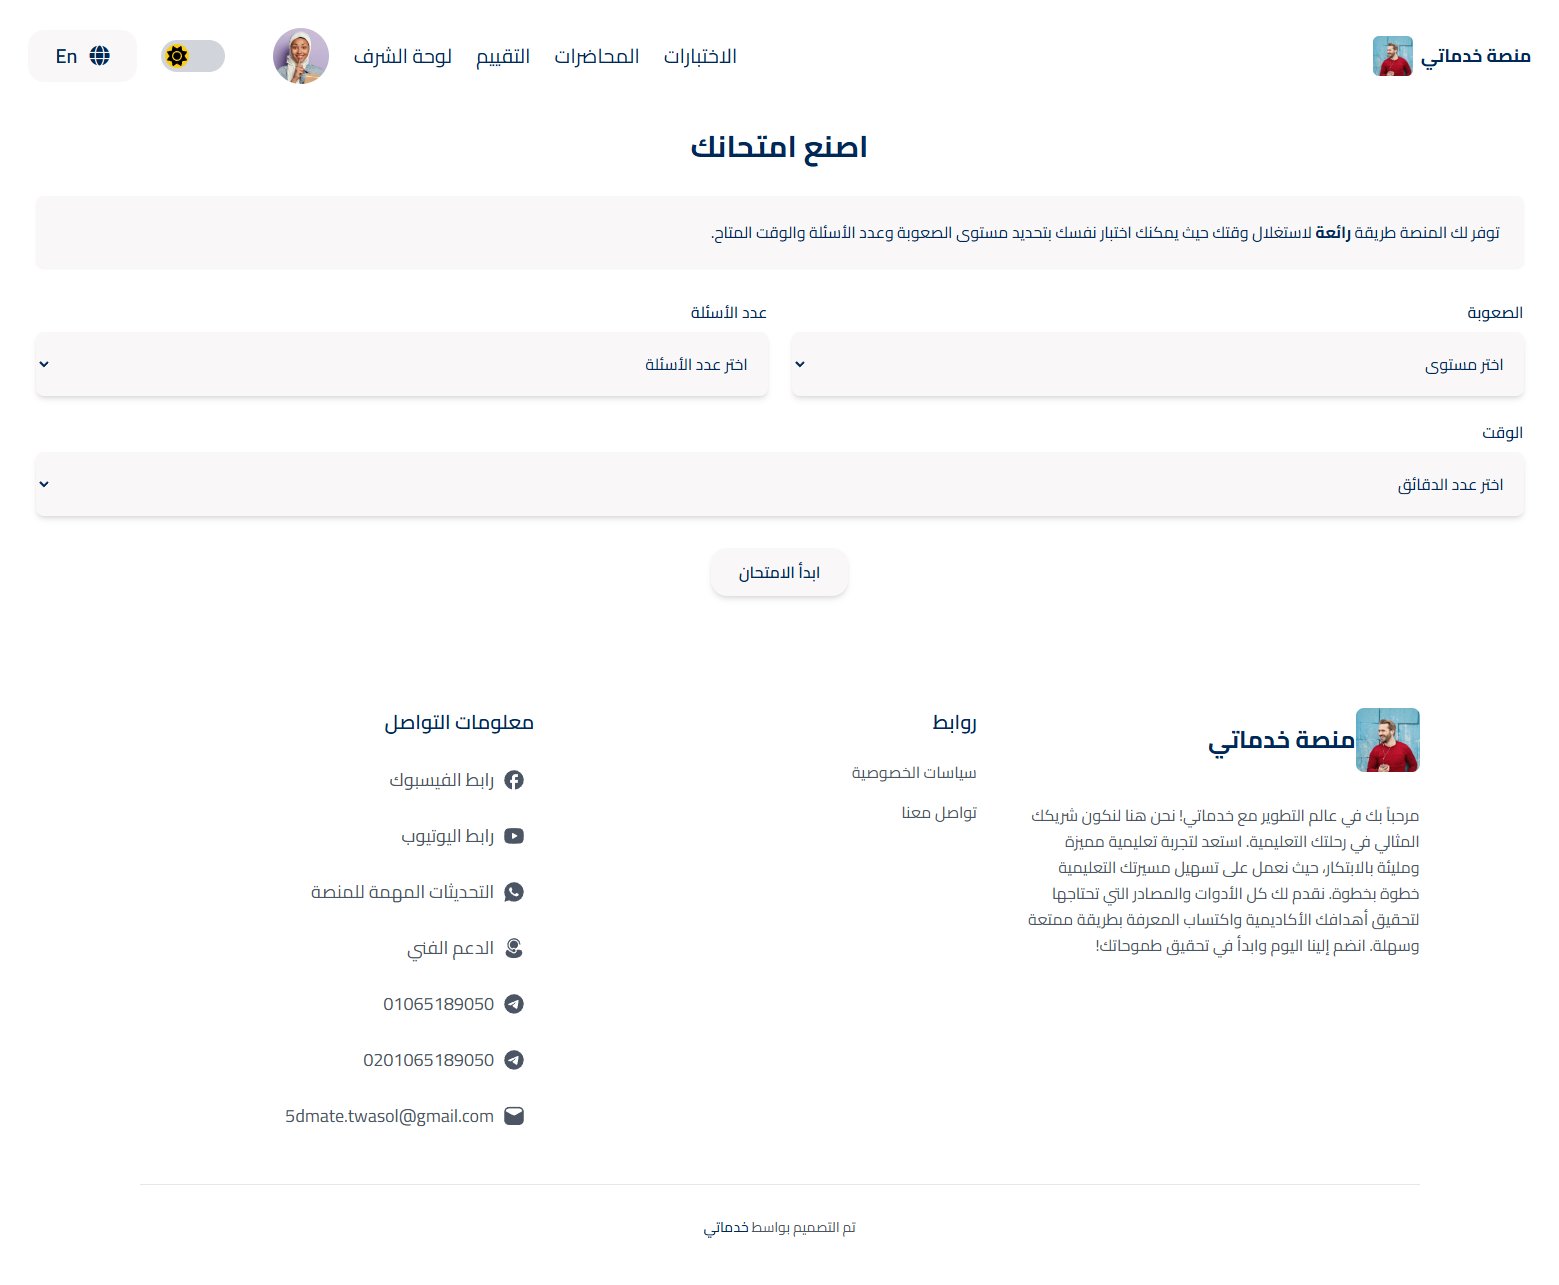 منصة خدماتي
الاختبارات
المحاضرات
التقييم
لوحة الشرف
En
اصنع امتحانك
توفر لك المنصة طريقة رائعة لاستغلال وقتك حيث يمكنك اختبار نفسك بتحديد مستوى الصعوبة وعدد الأسئلة والوقت المتاح.
الصعوبة
اختر مستوى
عدد الأسئلة
اختر عدد الأسئلة
الوقت
اختر عدد الدقائق
ابدأ الامتحان
منصة خدماتي
مرحباً بك في عالم التطوير مع خدماتي! نحن هنا لنكون شريكك
المثالي في رحلتك التعليمية. استعد لتجربة تعليمية مميزة
ومليئة بالابتكار، حيث نعمل على تسهيل مسيرتك التعليمية
خطوة بخطوة. نقدم لك كل الأدوات والمصادر التي تحتاجها
لتحقيق أهدافك الأكاديمية واكتساب المعرفة بطريقة ممتعة
وسهلة. انضم إلينا اليوم وابدأ في تحقيق طموحاتك!
روابط
سياسات الخصوصية
تواصل معنا
معلومات التواصل
رابط الفيسبوك
رابط اليوتيوب
التحديثات المهمة للمنصة
الدعم الفني
01065189050
0201065189050
5dmate.twasol@gmail.com
تم التصميم بواسط خدماتي